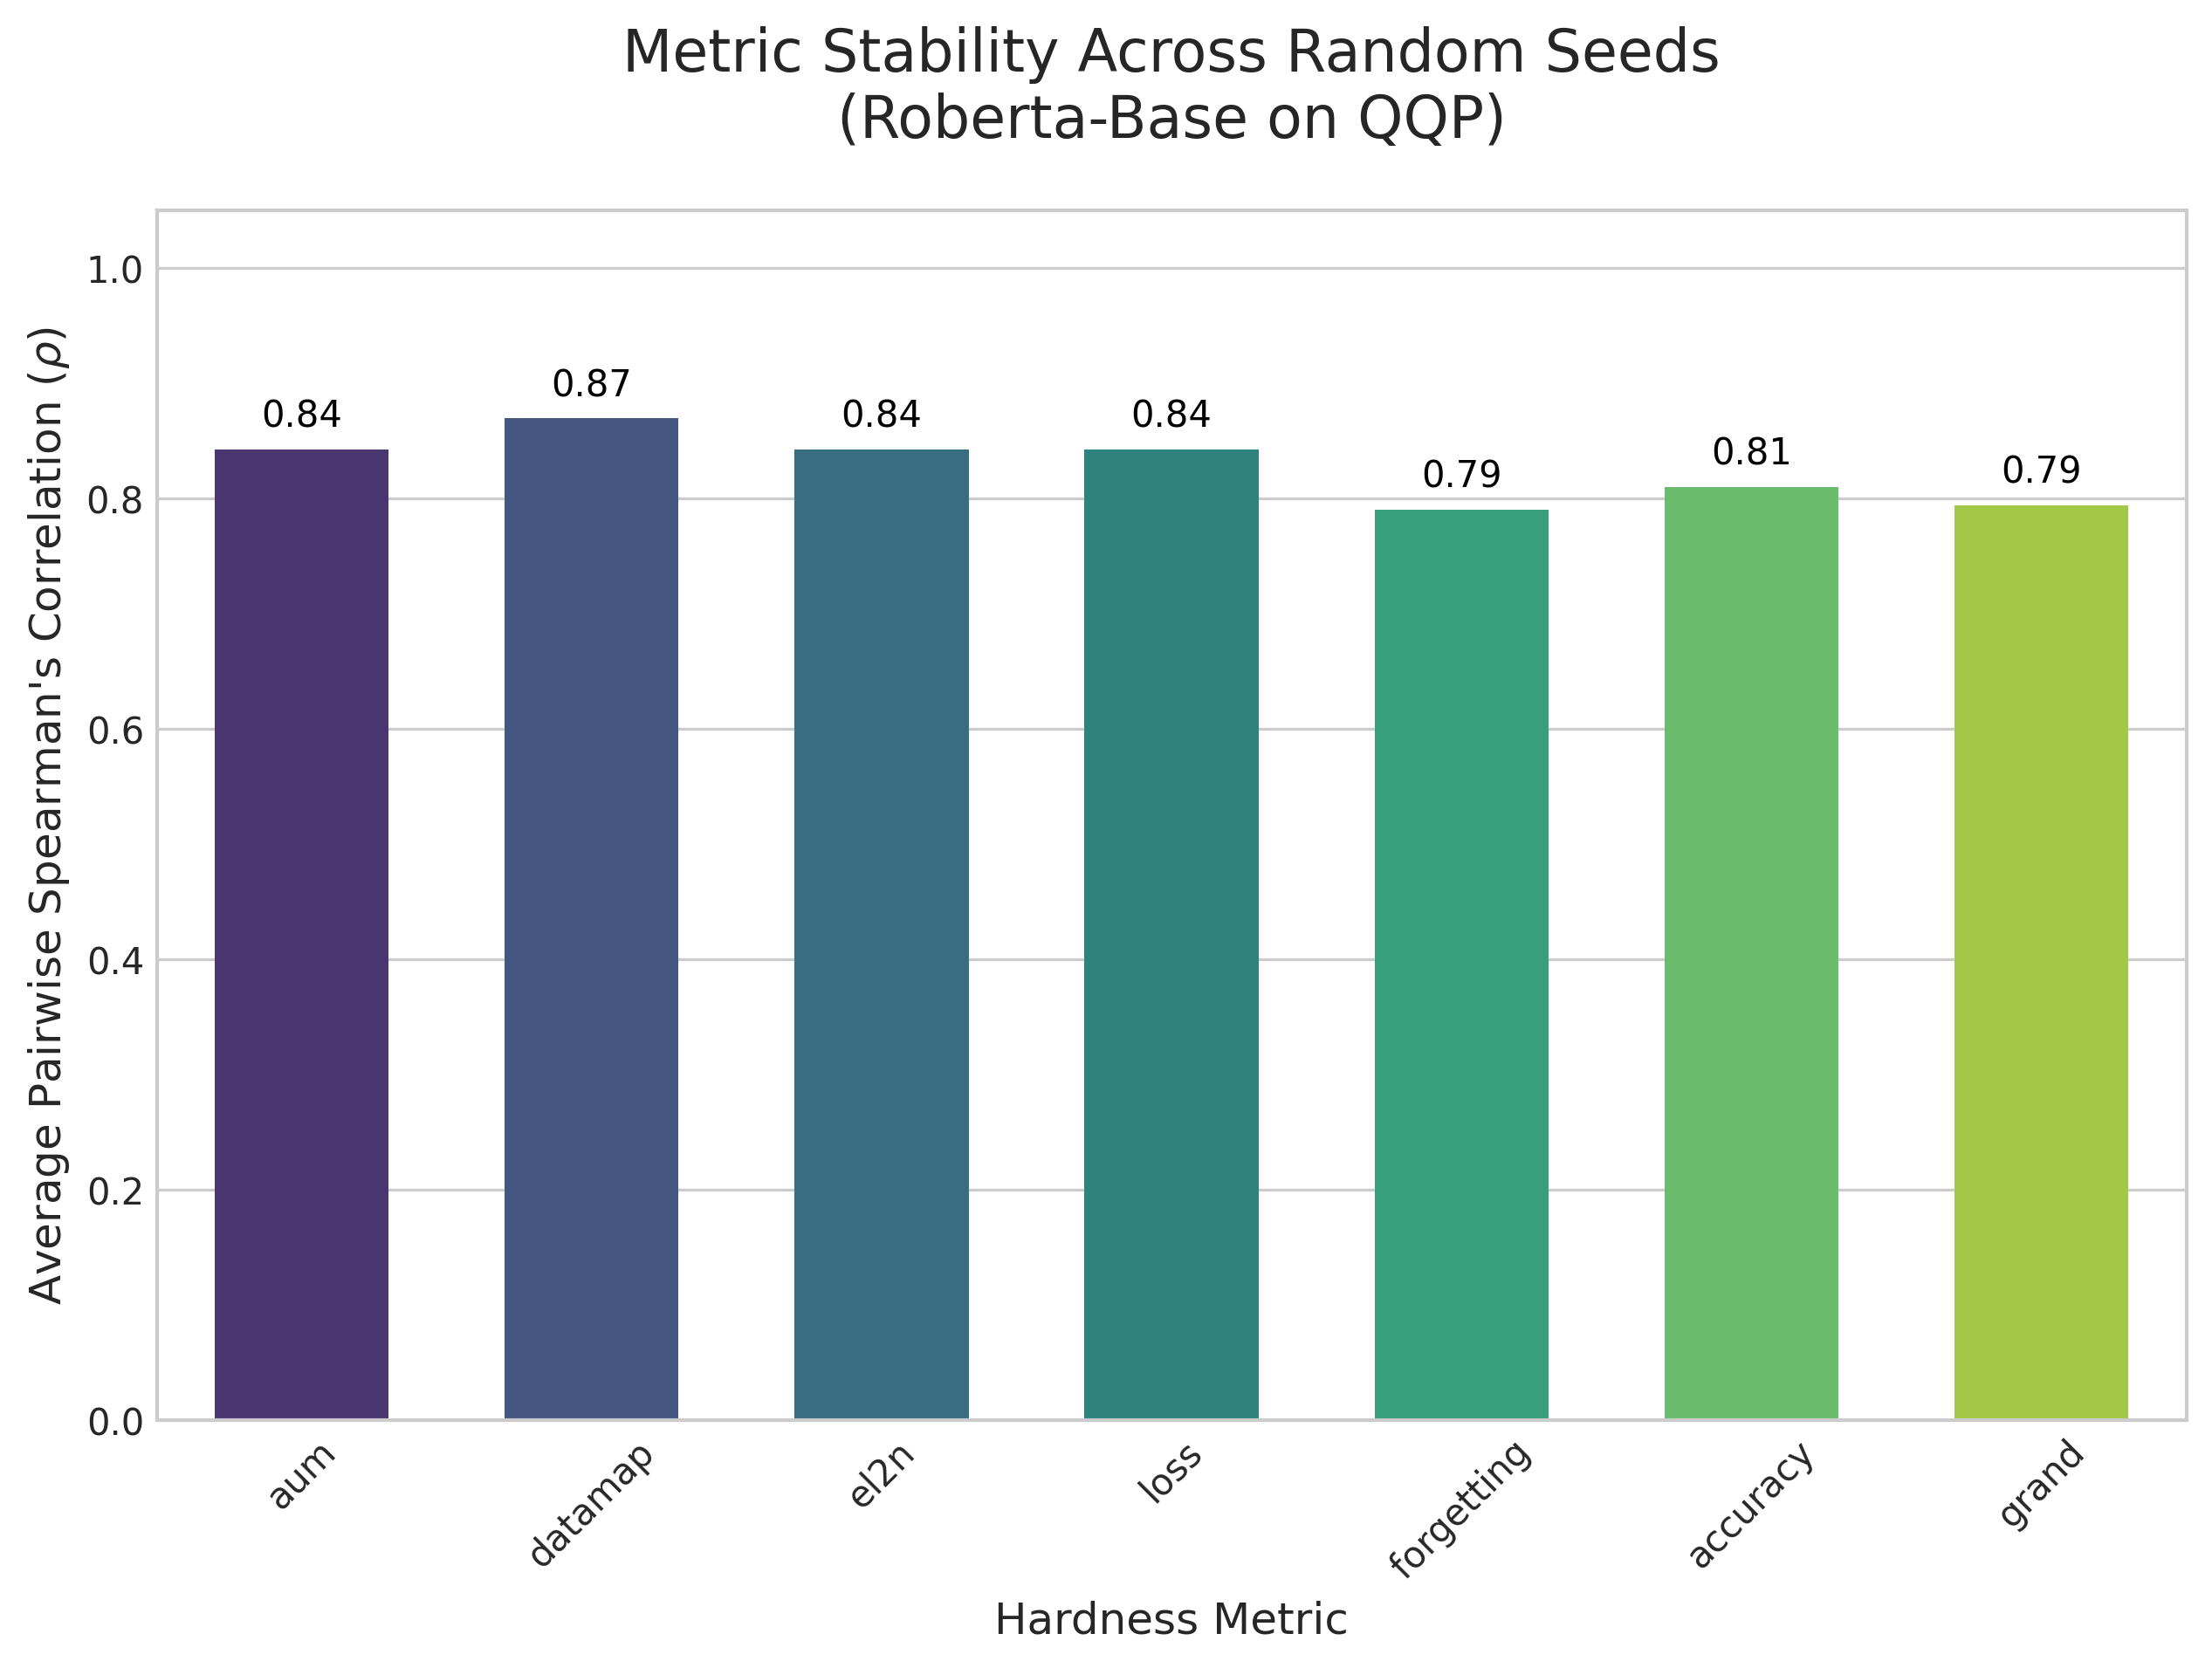 Metric Stability Across Random Seeds
(Roberta-Base on QQP)
Average Pairwise Spearman's Correlation (ρ)
1.0
0.8
0.6
0.4
0.2
0.0
0.84
0.87
0.84
0.84
0.79
0.81
0.79
aum
datamap
el2n
loss
forgetting
accuracy
grand
Hardness Metric